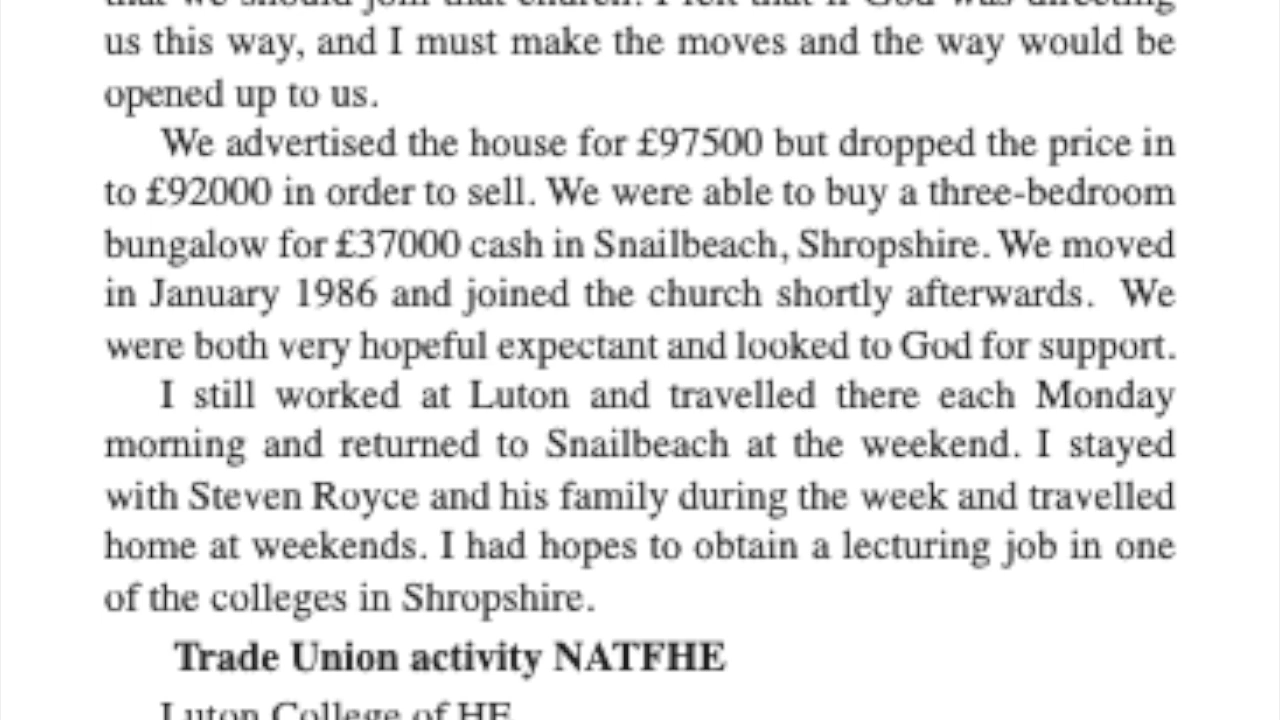 that we should join that church. I felt that if God was directing
us this way, and I must make the moves and the way would be
opened up to us.
We advertised the house for £97500 but dropped the price in
to £92000 in order to sell. We were able to buy a three-bedroom
bungalow for £37000 cash in Snailbeach, Shropshire. We moved
in January 1986 and joined the church shortly afterwards. We
were both very hopeful expectant and looked to God for support.
I still worked at Luton and travelled there each Monday
morning and returned to Snailbeach at the weekend. I stayed
with Steven Royce and his family during the week and travelled
home at weekends. I had hopes to obtain a lecturing job in one
of the colleges in Shropshire.
Trade Union activity NATFHE
Luton College of HE